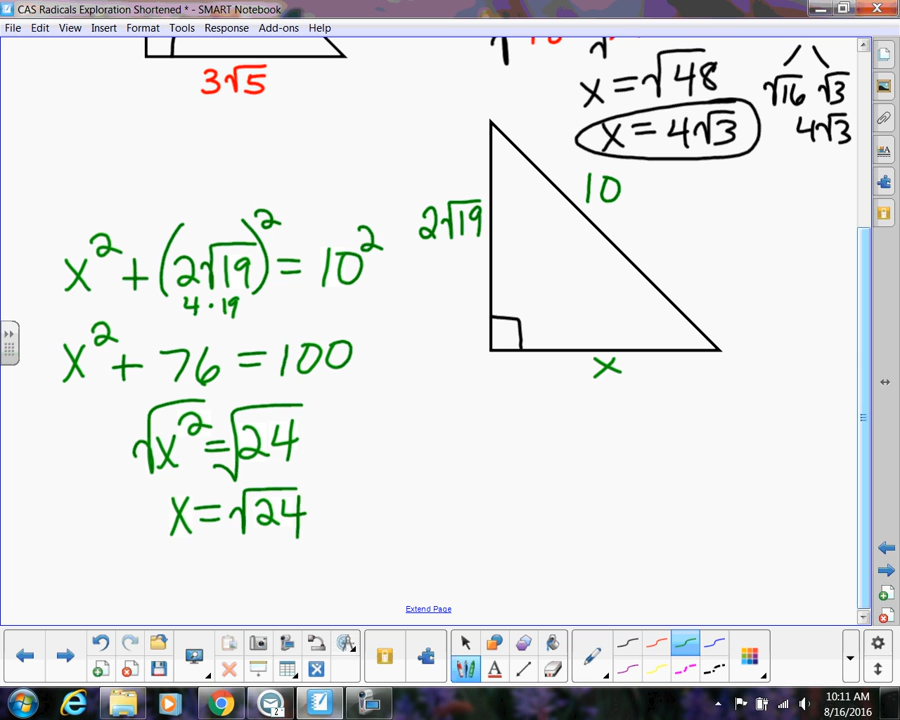 CAS Radicals Exploration Shortened * - SMART Notebook
File Edit View Insert Format Tools Response Add-ons Help
3√5
x = √48
√16 √3
x = 4√3
4√3
10
2√19
x
x² + (2√19)² = 10²
4 · 19
x² + 76 = 100
√x² = √24
x = √24
Extend Page
A
2
10:11 AM
8/16/2016